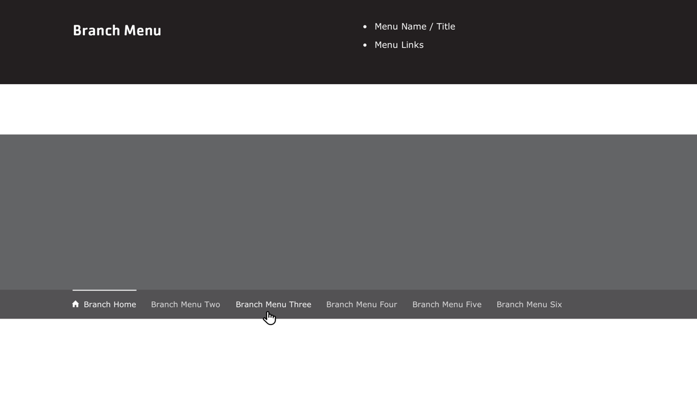 Branch Menu
• Menu Name / Title
• Menu Links
Branch Home Branch Menu Two Branch Menu Three Branch Menu Four Branch Menu Five Branch Menu Six